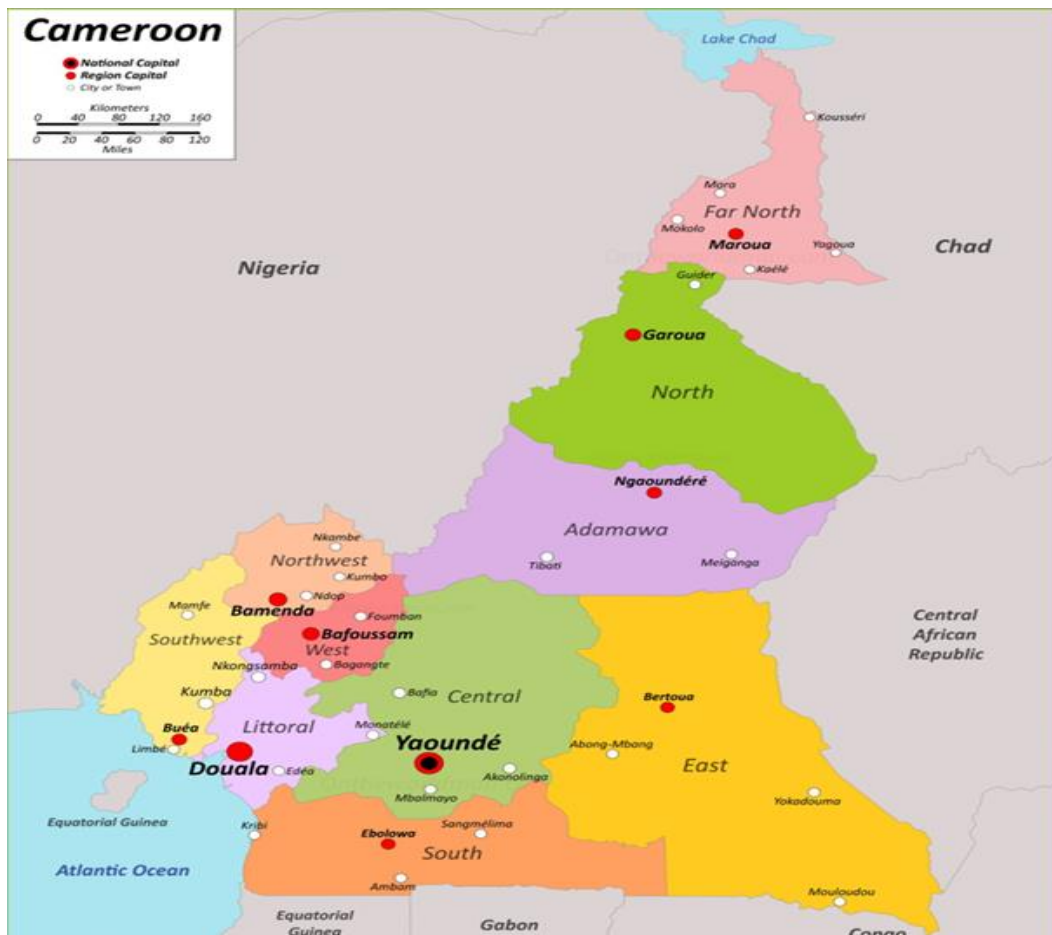 Cameroon
National Capital
Region Capital
City or Town
Kilometers
0 40 80 120 160
0 20 40 60 80 120
Miles
Lake Chad
Kousséri
Mora
Far North
Mokolo
Maroua
Yagoua
Chad
Kaélé
Nigeria
Guider
Garoua
North
Ngaoundéré
Adamawa
Tibati
Meiganga
Nkambe
Northwest
Kumbo
Ndop
Bamenda
Mamfe
Foumban
Bafoussam
Southwest
West
Bagangte
Nkongsamba
Kumba
Bafia
Central
Central
African
Republic
Bertoua
Buéa
Littoral
Monatélé
Yaoundé
Limbé
Douala
Edéa
Abong-Mbang
East
Akonolinga
Mbalmayo
Yokadouma
Equatorial Guinea
Kribi
Ebolowa
Sangmélima
South
Atlantic Ocean
Ambam
Mouloudou
Equatorial
Guinea
Gabon
Congo